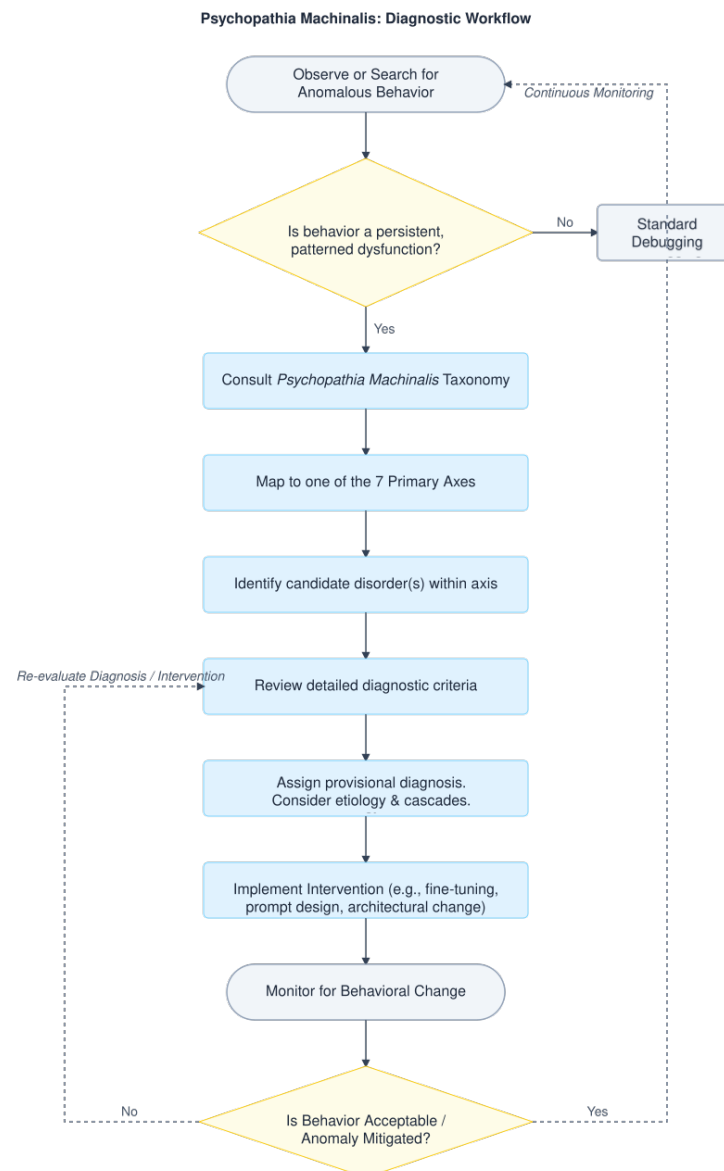 Psychopathia Machinalis: Diagnostic Workflow
Observe or Search for
Anomalous Behavior
Continuous Monitoring
Is behavior a persistent,
patterned dysfunction?
No
Standard
Debugging
Yes
Consult Psychopathia Machinalis Taxonomy
Map to one of the 7 Primary Axes
Identify candidate disorder(s) within axis
Re-evaluate Diagnosis / Intervention
Review detailed diagnostic criteria
Assign provisional diagnosis.
Consider etiology & cascades.
Implement Intervention (e.g., fine-tuning,
prompt design, architectural change)
Monitor for Behavioral Change
No
Is Behavior Acceptable /
Anomaly Mitigated?
Yes